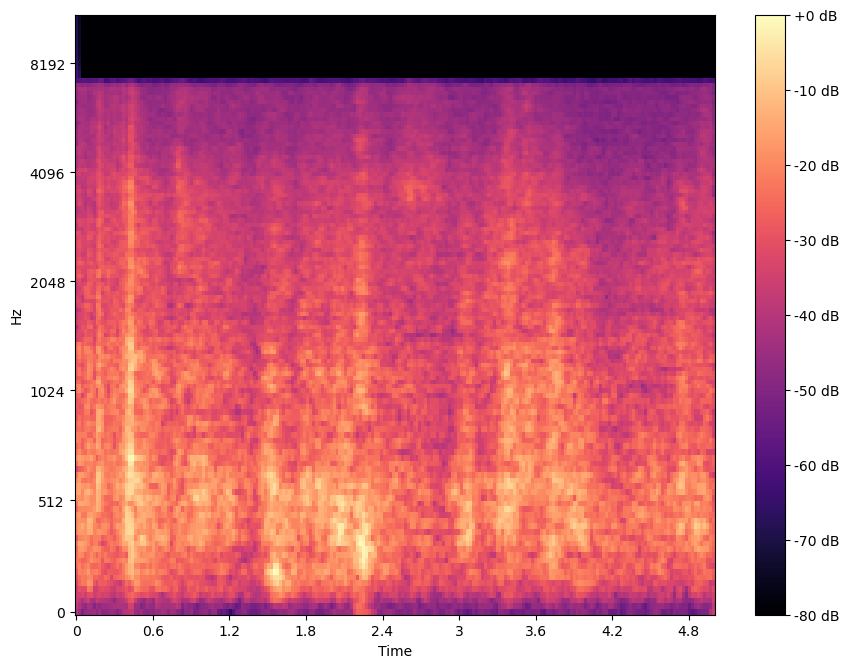 +0 dB
8192
-10 dB
4096
-20 dB
-30 dB
2048
Hz
-40 dB
1024
-50 dB
512
-60 dB
-70 dB
0
-80 dB
0 0.6 1.2 1.8 2.4 3 3.6 4.2 4.8
Time